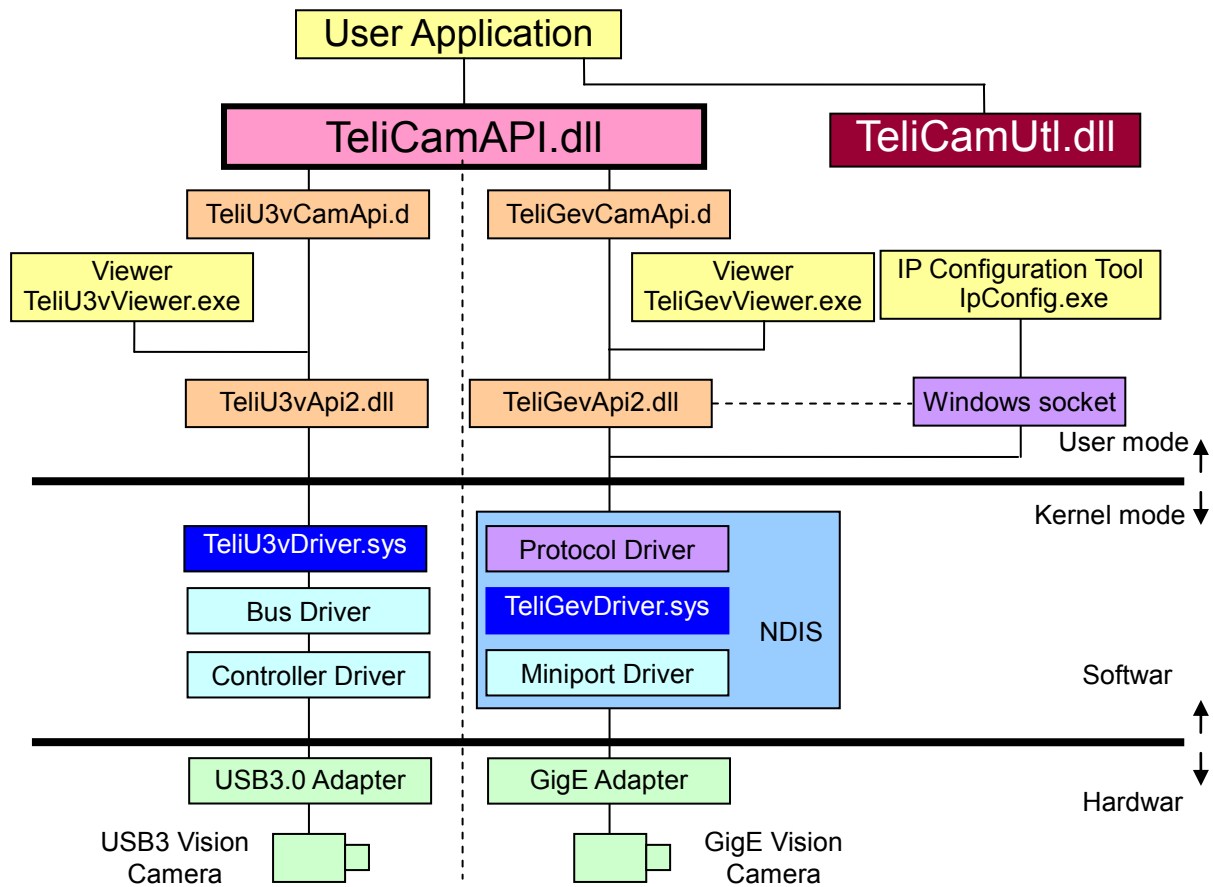 User Application
TeliCamAPI.dll
TeliCamUtl.dll
TeliU3vCamApi.d
TeliGevCamApi.d
Viewer
TeliU3vViewer.exe
Viewer
TeliGevViewer.exe
IP Configuration Tool
IpConfig.exe
TeliU3vApi2.dll
TeliGevApi2.dll
Windows socket
User mode
Kernel mode
TeliU3vDriver.sys
Protocol Driver
Bus Driver
TeliGevDriver.sys
NDIS
Controller Driver
Miniport Driver
Softwar
USB3.0 Adapter
GigE Adapter
Hardwar
USB3 Vision
Camera
GigE Vision
Camera